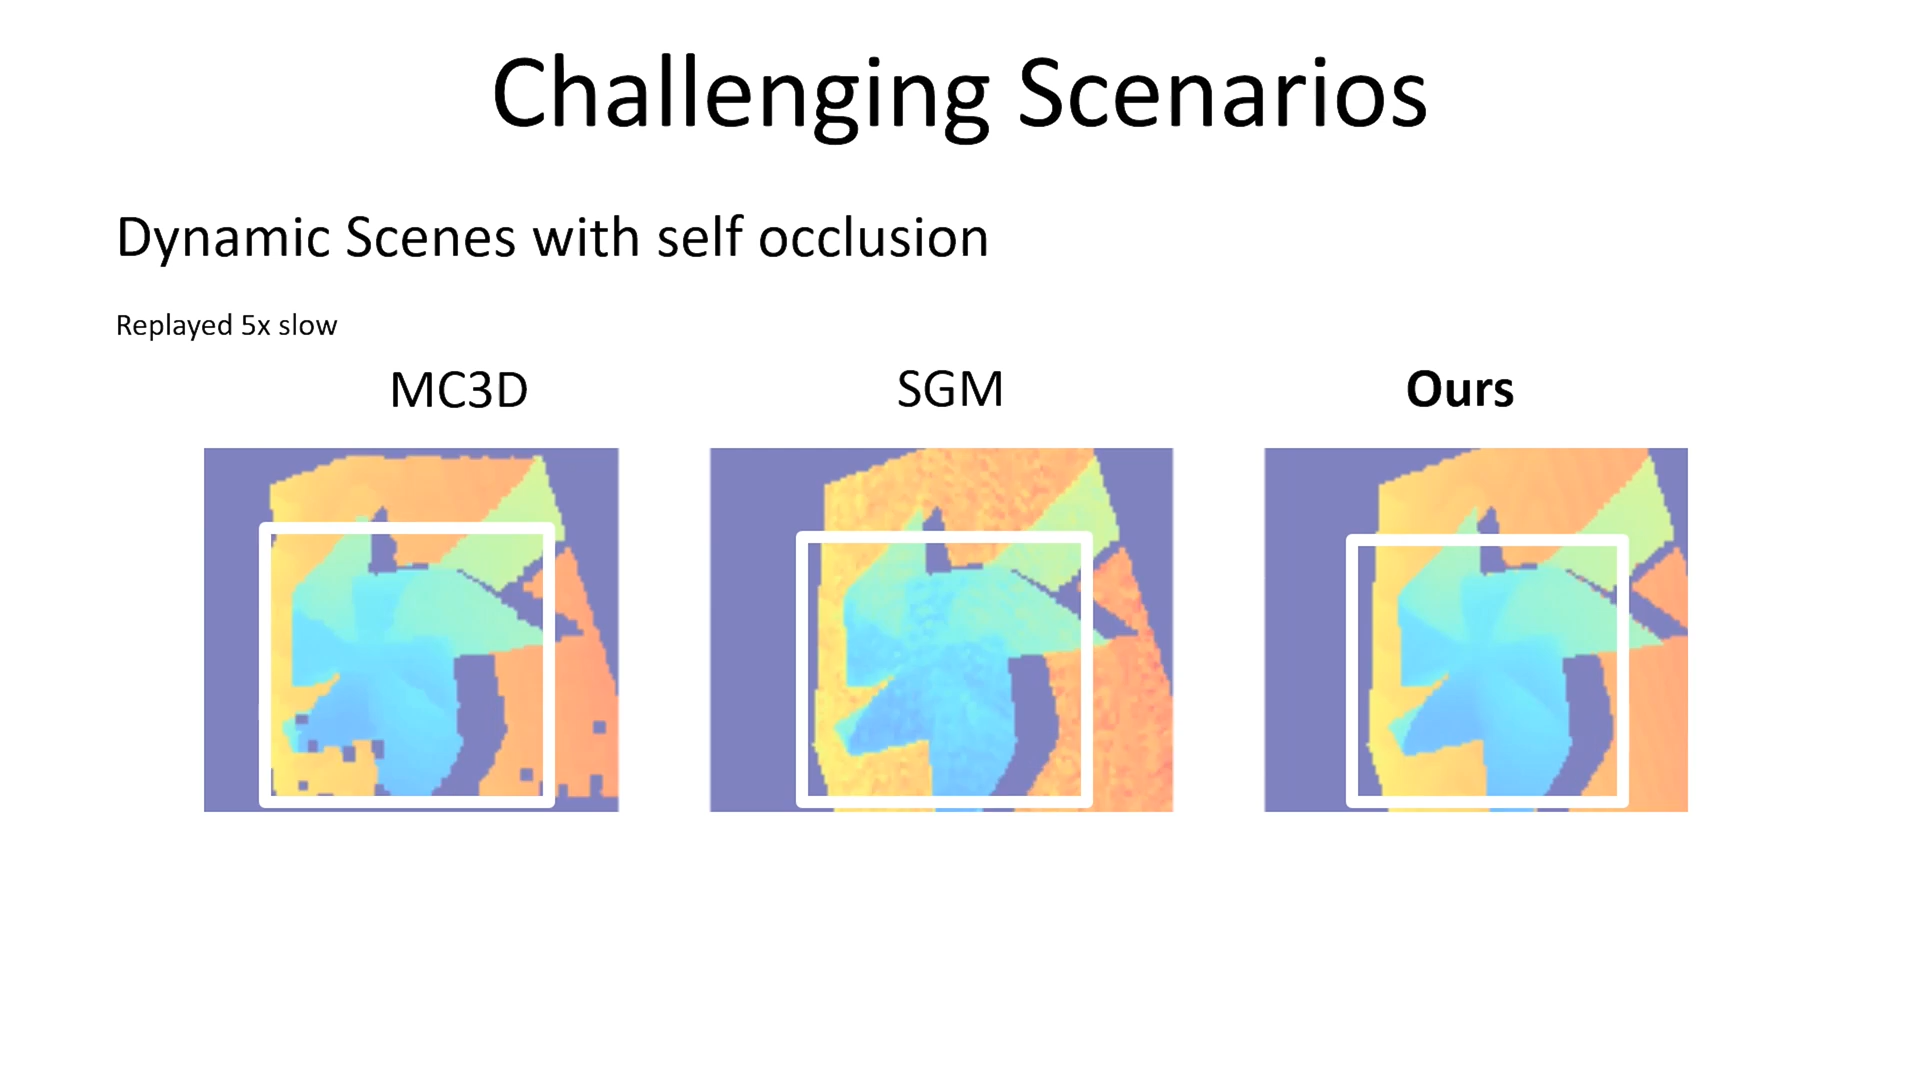 Challenging Scenarios
Dynamic Scenes with self occlusion
Replayed 5x slow
MC3D
SGM
Ours